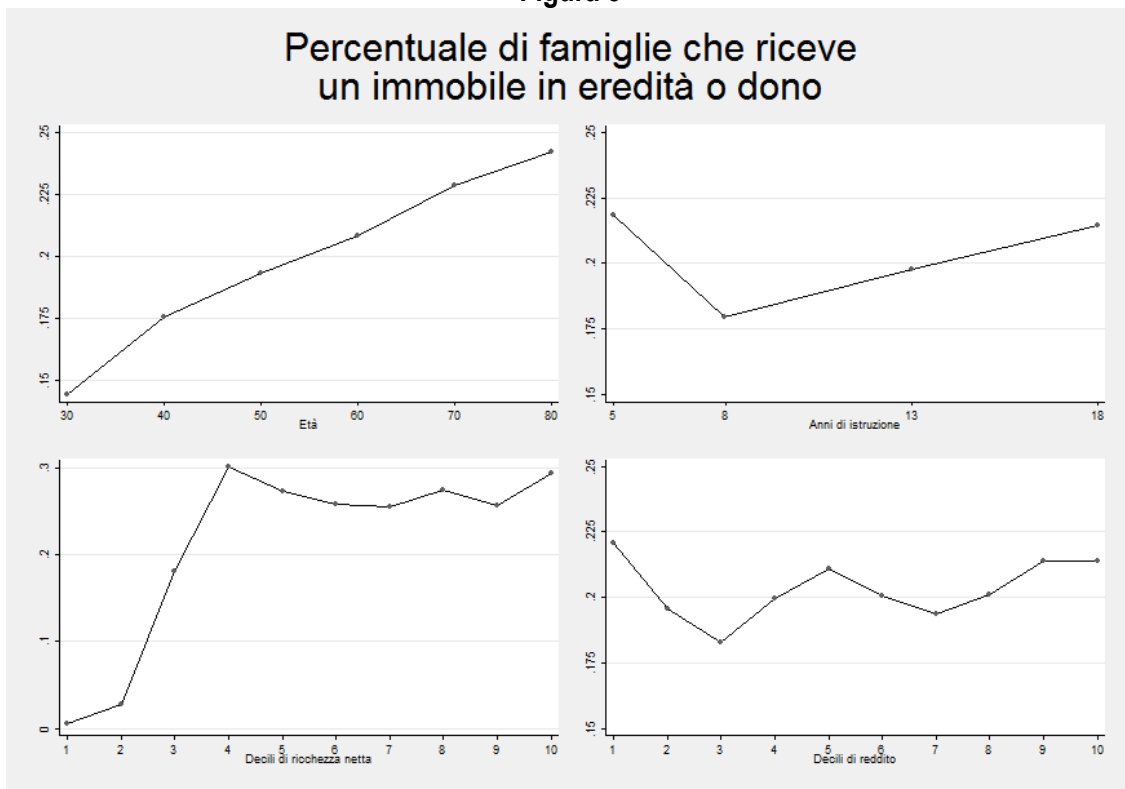 Figura
Percentuale di famiglie che riceve
un immobile in eredità o dono
.25
.225
.2
.175
.15
30 40 50 60 70 80
Età
.25
.225
.2
.175
.15
5 8 13 18
Anni di istruzione
.3
.2
.1
0
1 2 3 4 5 6 7 8 9 10
Decili di ricchezza netta
.25
.225
.2
.175
.15
1 2 3 4 5 6 7 8 9 10
Decili di reddito